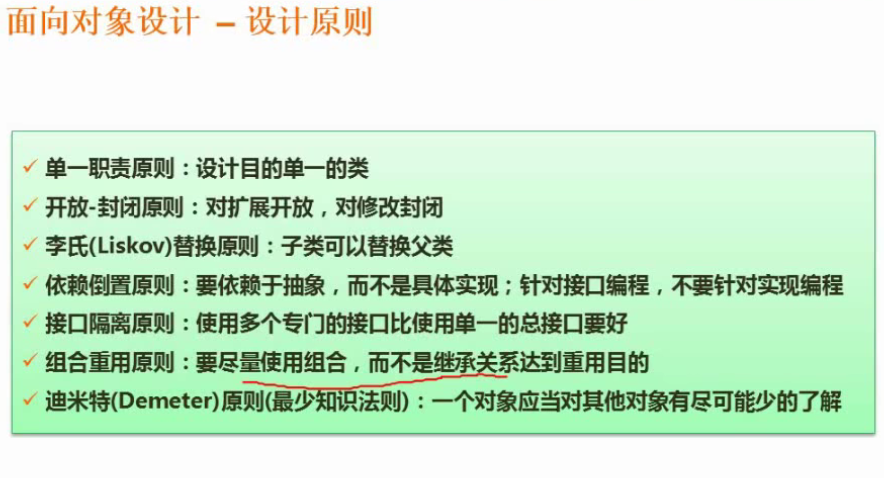 面向对象设计 – 设计原则
✓ 单一职责原则：设计目的单一的类
✓ 开放-封闭原则：对扩展开放，对修改封闭
✓ 李氏(Liskov)替换原则：子类可以替换父类
✓ 依赖倒置原则：要依赖于抽象，而不是具体实现；针对接口编程，不要针对实现编程
✓ 接口隔离原则：使用多个专门的接口比使用单一的总接口要好
✓ 组合重用原则：要尽量使用组合，而不是继承关系达到重用目的
✓ 迪米特(Demeter)原则(最少知识法则)：一个对象应当对其他对象有尽可能少的了解